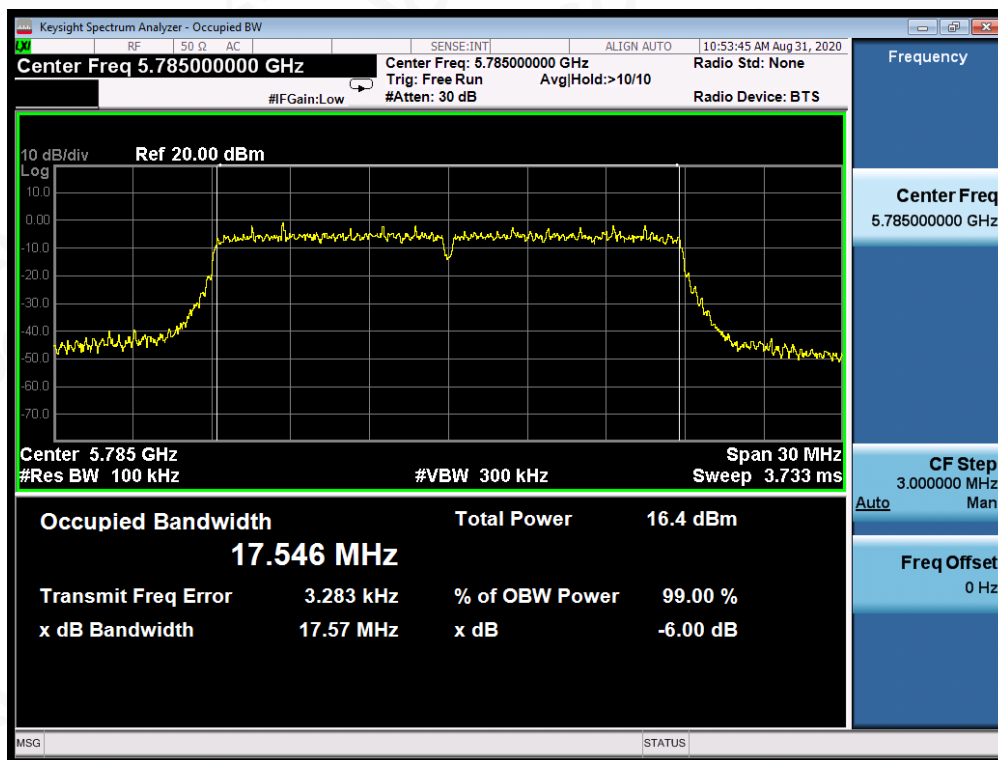 Keysight Spectrum Analyzer - Occupied BW
LXI RF 50 Ω AC SENSE:INT ALIGN AUTO 10:53:45 AM Aug 31, 2020
Center Freq 5.785000000 GHz
Center Freq: 5.785000000 GHz Radio Std: None
Trig: Free Run Avg|Hold:>10/10
#IFGain:Low #Atten: 30 dB Radio Device: BTS
10 dB/div Ref 20.00 dBm
Log
10.0
0.00
-10.0
-20.0
-30.0
-40.0
-50.0
-60.0
-70.0
Center 5.785 GHz Span 30 MHz
#Res BW 100 kHz #VBW 300 kHz Sweep 3.733 ms
Occupied Bandwidth Total Power 16.4 dBm
17.546 MHz
Transmit Freq Error 3.283 kHz % of OBW Power 99.00 %
x dB Bandwidth 17.57 MHz x dB -6.00 dB
MSG STATUS
Frequency
Center Freq
5.785000000 GHz
CF Step
3.000000 MHz
Auto Man
Freq Offset
0 Hz